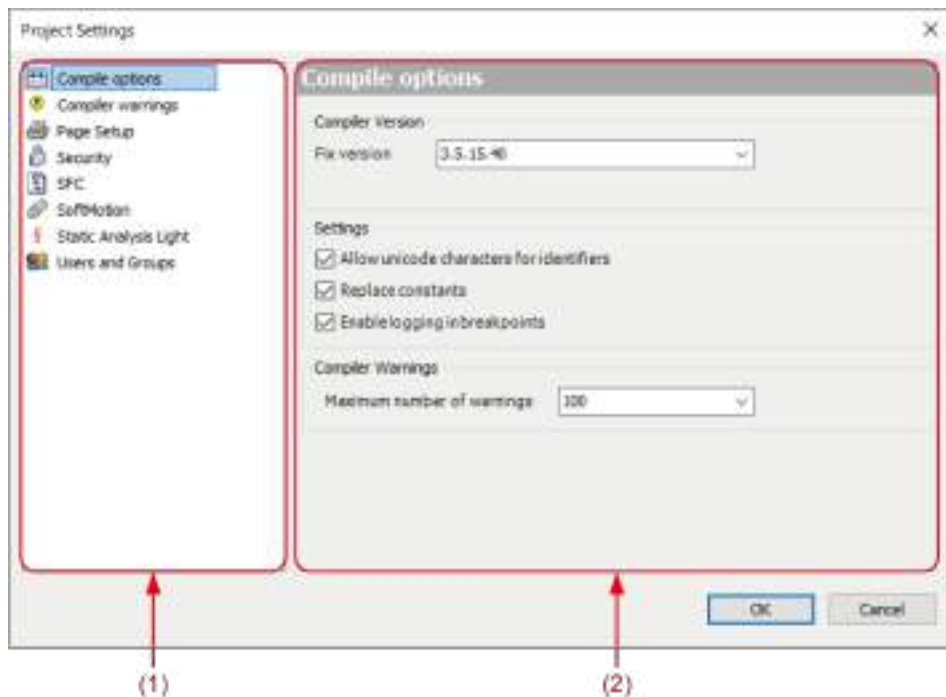 Project Settings
Compile options
Compiler warnings
Page Setup
Security
SFC
SoftMotion
Static Analysis Light
Users and Groups
Compile options
Compiler Version
Fix version 3.5.15.40
Settings
Allow unicode characters for identifiers
Replace constants
Enable logging in breakpoints
Compiler Warnings
Maximum number of warnings 100
OK Cancel
(1) (2)